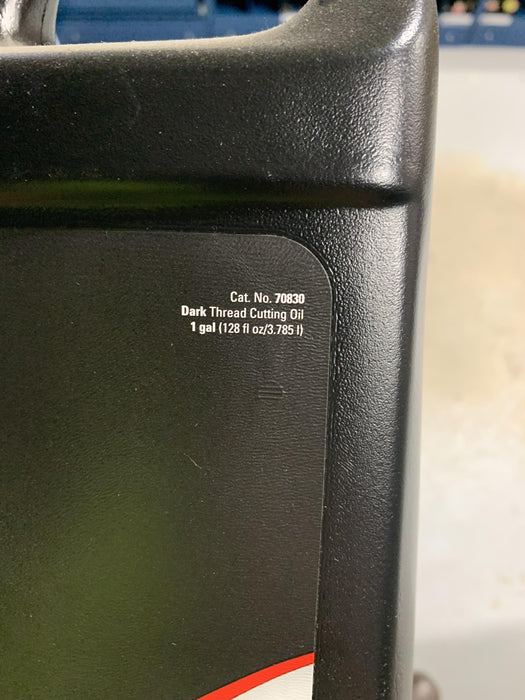 Cat. No. 70830
Dark Thread Cutting Oil
1 gal (128 fl oz/3.785 l)